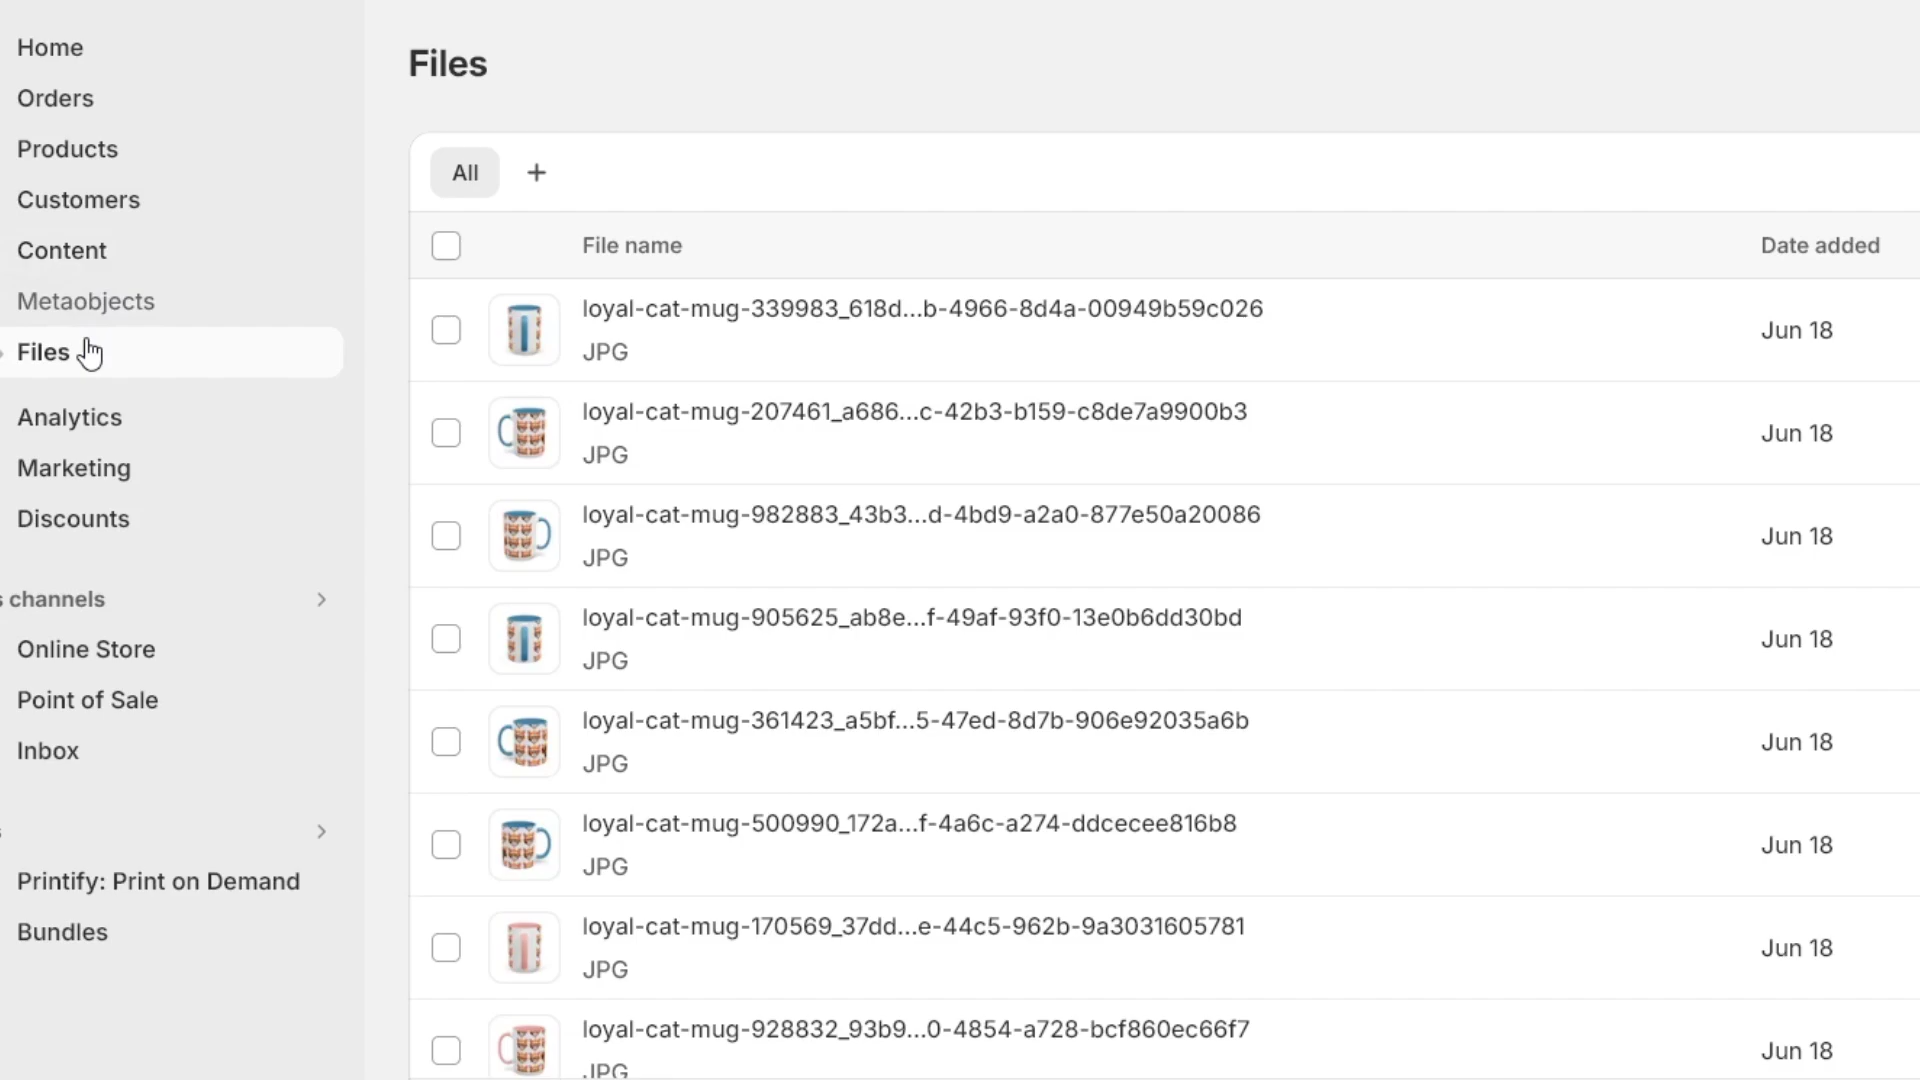 Home
Orders
Products
Customers
Content
Metaobjects
Files
Analytics
Marketing
Discounts
channels
Online Store
Point of Sale
Inbox
Printify: Print on Demand
Bundles
Files
All +
File name Date added
loyal-cat-mug-339983_618d...b-4966-8d4a-00949b59c026
JPG
Jun 18
loyal-cat-mug-207461_a686...c-42b3-b159-c8de7a9900b3
JPG
Jun 18
loyal-cat-mug-982883_43b3...d-4bd9-a2a0-877e50a20086
JPG
Jun 18
loyal-cat-mug-905625_ab8e...f-49af-93f0-13e0b6dd30bd
JPG
Jun 18
loyal-cat-mug-361423_a5bf...5-47ed-8d7b-906e92035a6b
JPG
Jun 18
loyal-cat-mug-500990_172a...f-4a6c-a274-ddcecee816b8
JPG
Jun 18
loyal-cat-mug-170569_37dd...e-44c5-962b-9a3031605781
JPG
Jun 18
loyal-cat-mug-928832_93b9...0-4854-a728-bcf860ec66f7
JPG
Jun 18